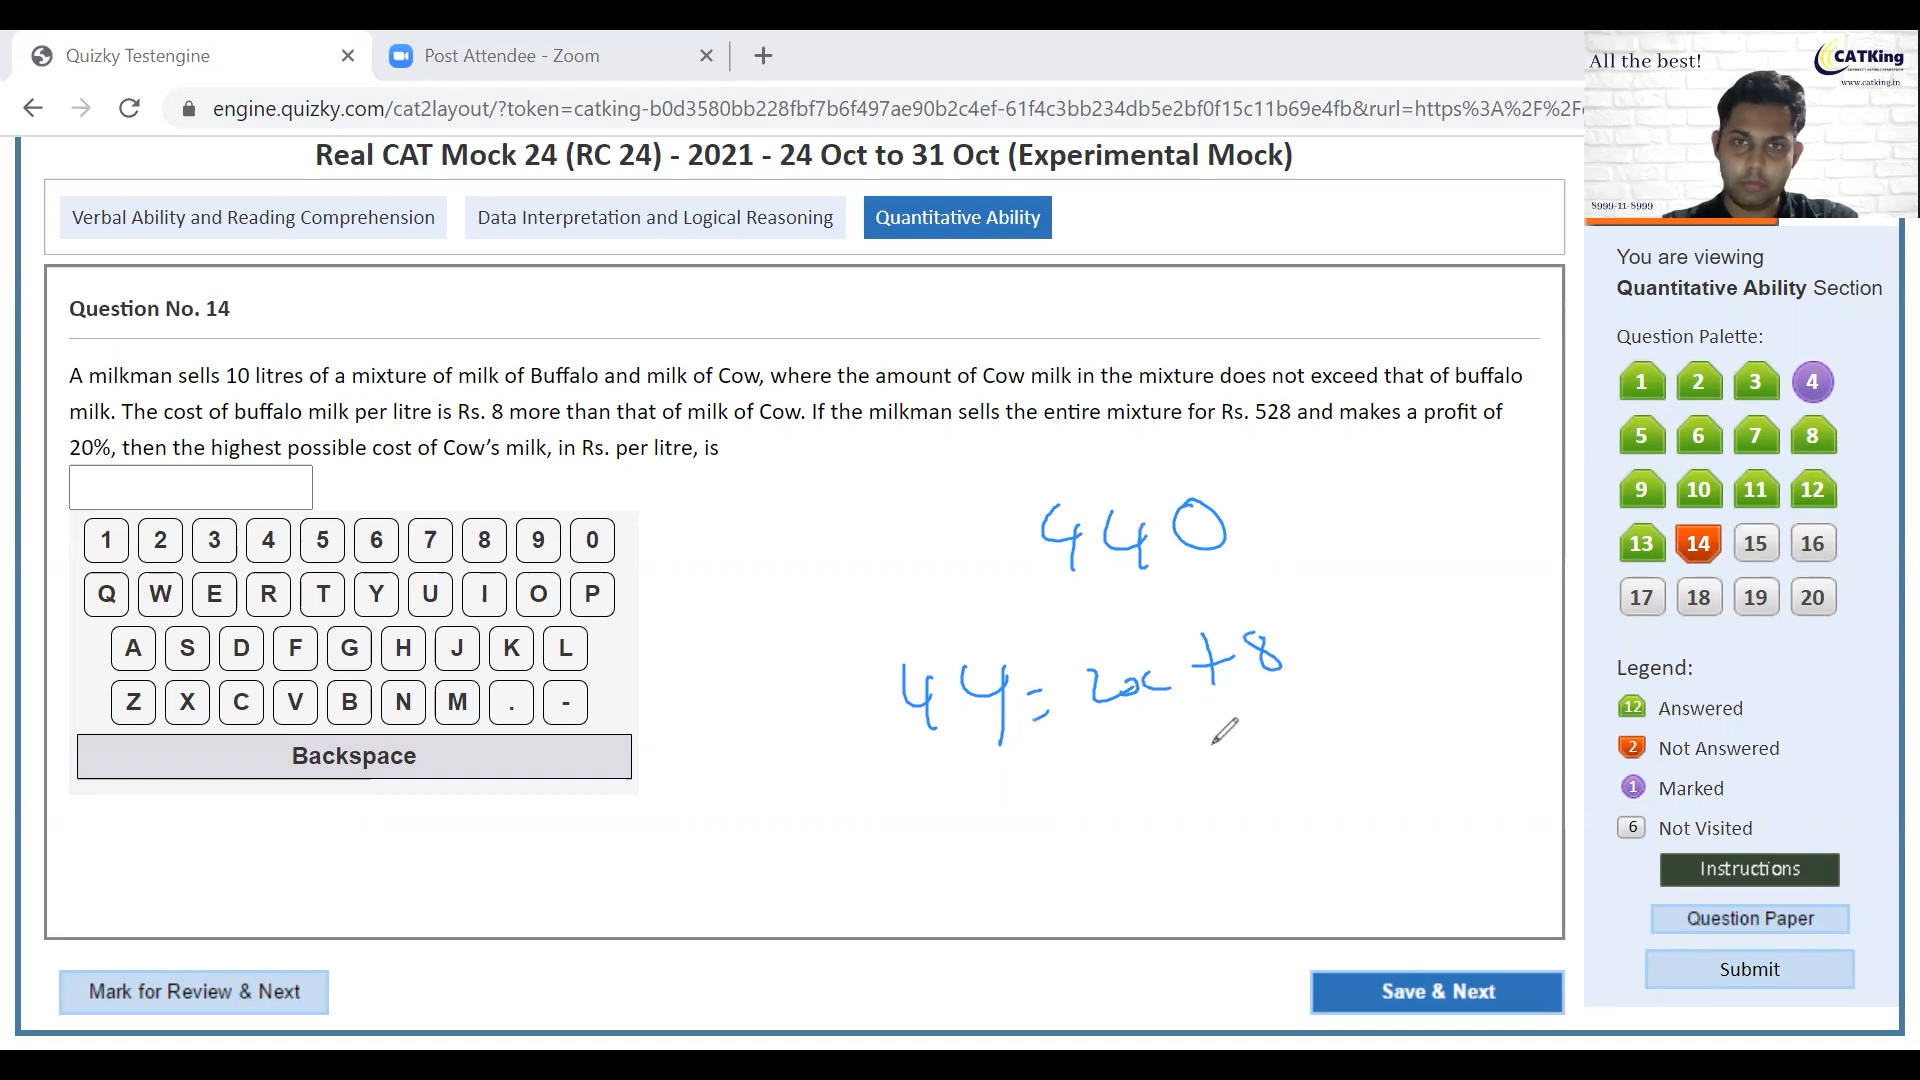 Quizky Testengine
Post Attendee - Zoom
engine.quizky.com/cat2layout/?token=catking-b0d3580bb228fbf7b6f497ae90b2c4ef-61f4c3bb234db5e2bf0f15c11b69e4fb&rurl=https%3A%2F%2F
All the best!
CATKing
www.catking.in
8999-11-8999
Real CAT Mock 24 (RC 24) - 2021 - 24 Oct to 31 Oct (Experimental Mock)
Verbal Ability and Reading Comprehension
Data Interpretation and Logical Reasoning
Quantitative Ability
Question No. 14
A milkman sells 10 litres of a mixture of milk of Buffalo and milk of Cow, where the amount of Cow milk in the mixture does not exceed that of buffalo
milk. The cost of buffalo milk per litre is Rs. 8 more than that of milk of Cow. If the milkman sells the entire mixture for Rs. 528 and makes a profit of
20%, then the highest possible cost of Cow's milk, in Rs. per litre, is
1 2 3 4 5 6 7 8 9 0
Q W E R T Y U I O P
A S D F G H J K L
Z X C V B N M . -
Backspace
440
44 = 2x + 8
Mark for Review & Next
Save & Next
You are viewing
Quantitative Ability Section
Question Palette:
1 2 3 4
5 6 7 8
9 10 11 12
13 14 15 16
17 18 19 20
Legend:
12 Answered
2 Not Answered
1 Marked
6 Not Visited
Instructions
Question Paper
Submit